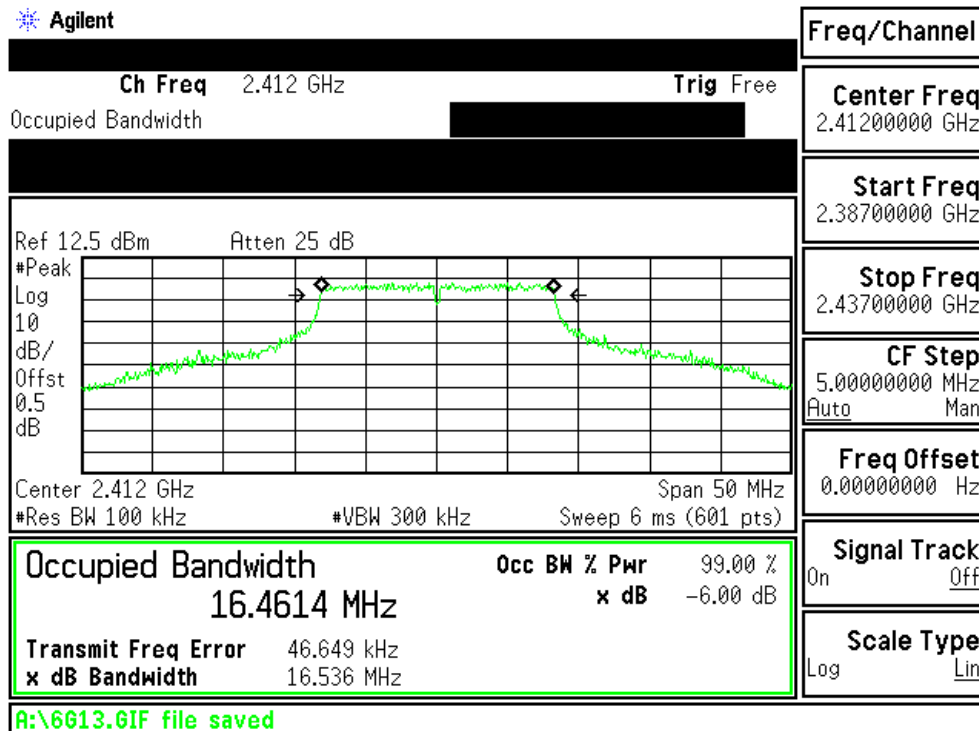 Agilent
Freq/Channel
Ch Freq 2.412 GHz Trig Free
Occupied Bandwidth
Center Freq
2.41200000 GHz
Start Freq
2.38700000 GHz
Stop Freq
2.43700000 GHz
CF Step
5.00000000 MHz
Auto Man
Freq Offset
0.00000000 Hz
Signal Track
On Off
Scale Type
Log Lin
Ref 12.5 dBm Atten 25 dB
#Peak
Log
10
dB/
Offst
0.5
dB
Center 2.412 GHz Span 50 MHz
#Res BW 100 kHz #VBW 300 kHz Sweep 6 ms (601 pts)
Occupied Bandwidth
16.4614 MHz
Occ BW % Pwr 99.00 %
x dB -6.00 dB
Transmit Freq Error 46.649 kHz
x dB Bandwidth 16.536 MHz
A:\6G13.GIF file saved